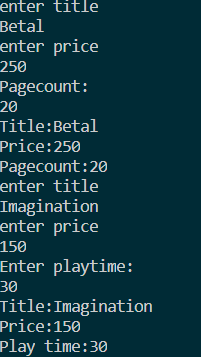 enter title
Betal
enter price
250
Pagecount:
20
Title:Betal
Price:250
Pagecount:20
enter title
Imagination
enter price
150
Enter playtime:
30
Title:Imagination
Price:150
Play time:30